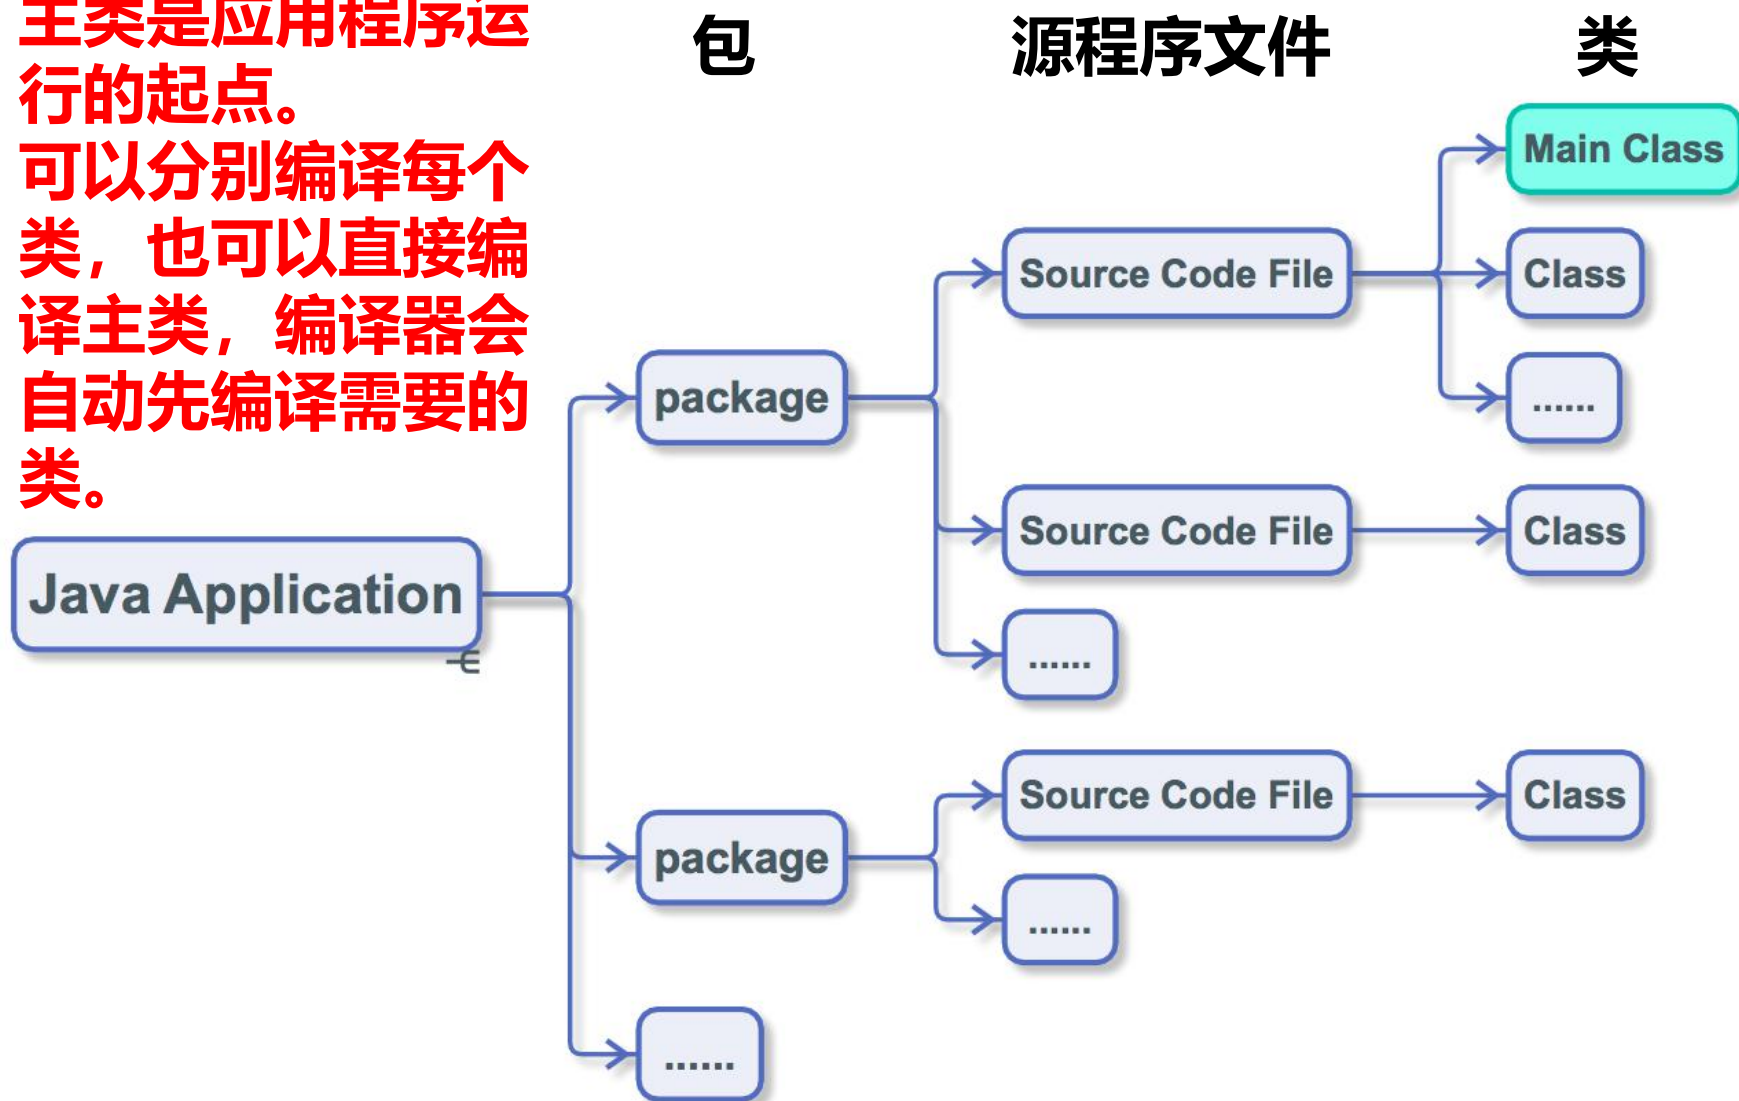 主类是应用程序运
行的起点。
可以分别编译每个
类，也可以直接编
译主类，编译器会
自动先编译需要的
类。
包
源程序文件
类
Java Application
package
Source Code File
Main Class
Class
......
Source Code File
Class
......
package
Source Code File
Class
......
......